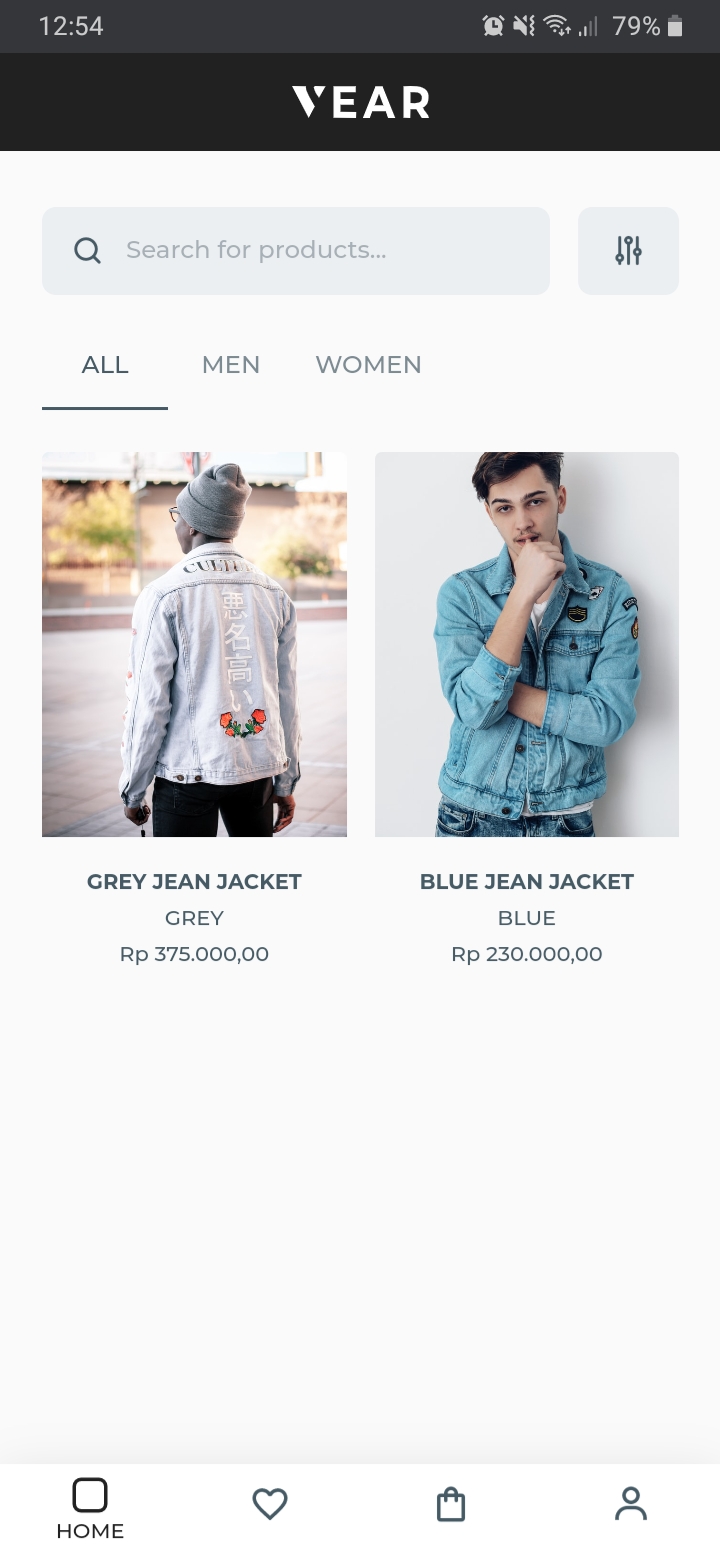 12:54
79%
VEAR
Search for products...
ALL MEN WOMEN
悪名高い
GREY JEAN JACKET
GREY
Rp 375.000,00
BLUE JEAN JACKET
BLUE
Rp 230.000,00
HOME